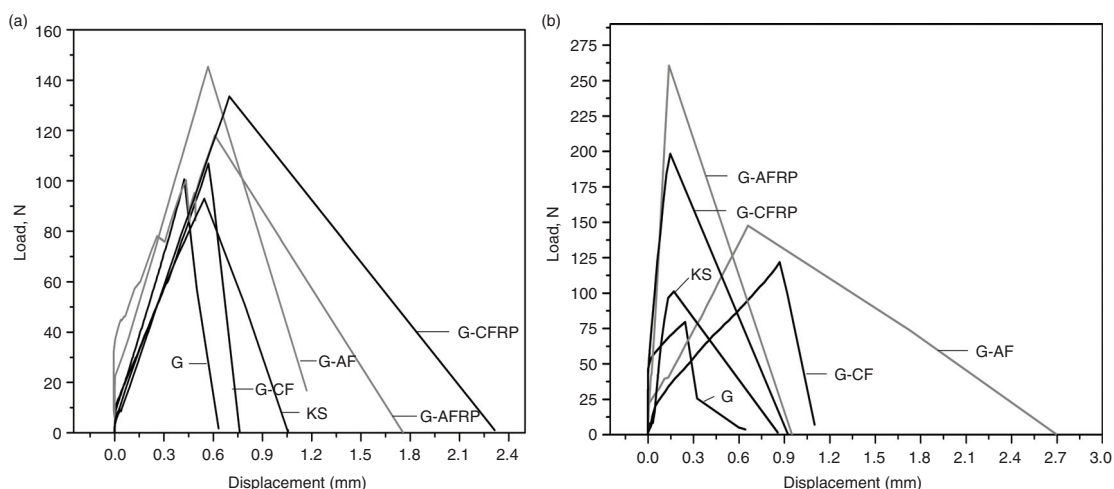 (a)
160
140
120
100
80
60
40
20
0
Load, N
0.0 0.3 0.6 0.9 1.2 1.5 1.8 2.1 2.4
Displacement (mm)
G
G-CF
KS
G-AF
G-AFRP
G-CFRP
(b)
275
250
225
200
175
150
125
100
75
50
25
0
Load, N
0.0 0.3 0.6 0.9 1.2 1.5 1.8 2.1 2.4 2.7 3.0
Displacement (mm)
G-AFRP
G-CFRP
KS
G-AF
G-CF
G